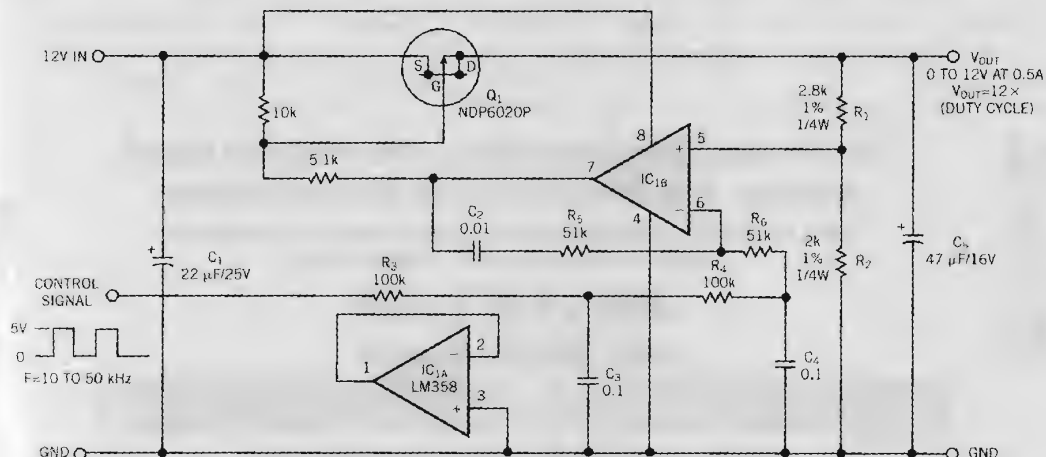 12V IN
S
D
G
Q1
NDP6020P
VOUT
0 TO 12V AT 0.5A
VOUT=12×
(DUTY CYCLE)
10k
2.8k
1%
1/4W
R1
5 1k
8
5
+
7
IC1B
6
−
4
C2
0.01
R5
51k
R6
51k
2k
1%
1/4W
R2
+
C1
22 µF/25V
+
47 µF/16V
R3
100k
R4
100k
CONTROL
SIGNAL
5V
0
F=10 TO 50 kHz
2
−
1
IC1A
LM358
3
+
C3
0.1
C4
0.1
GND
GND